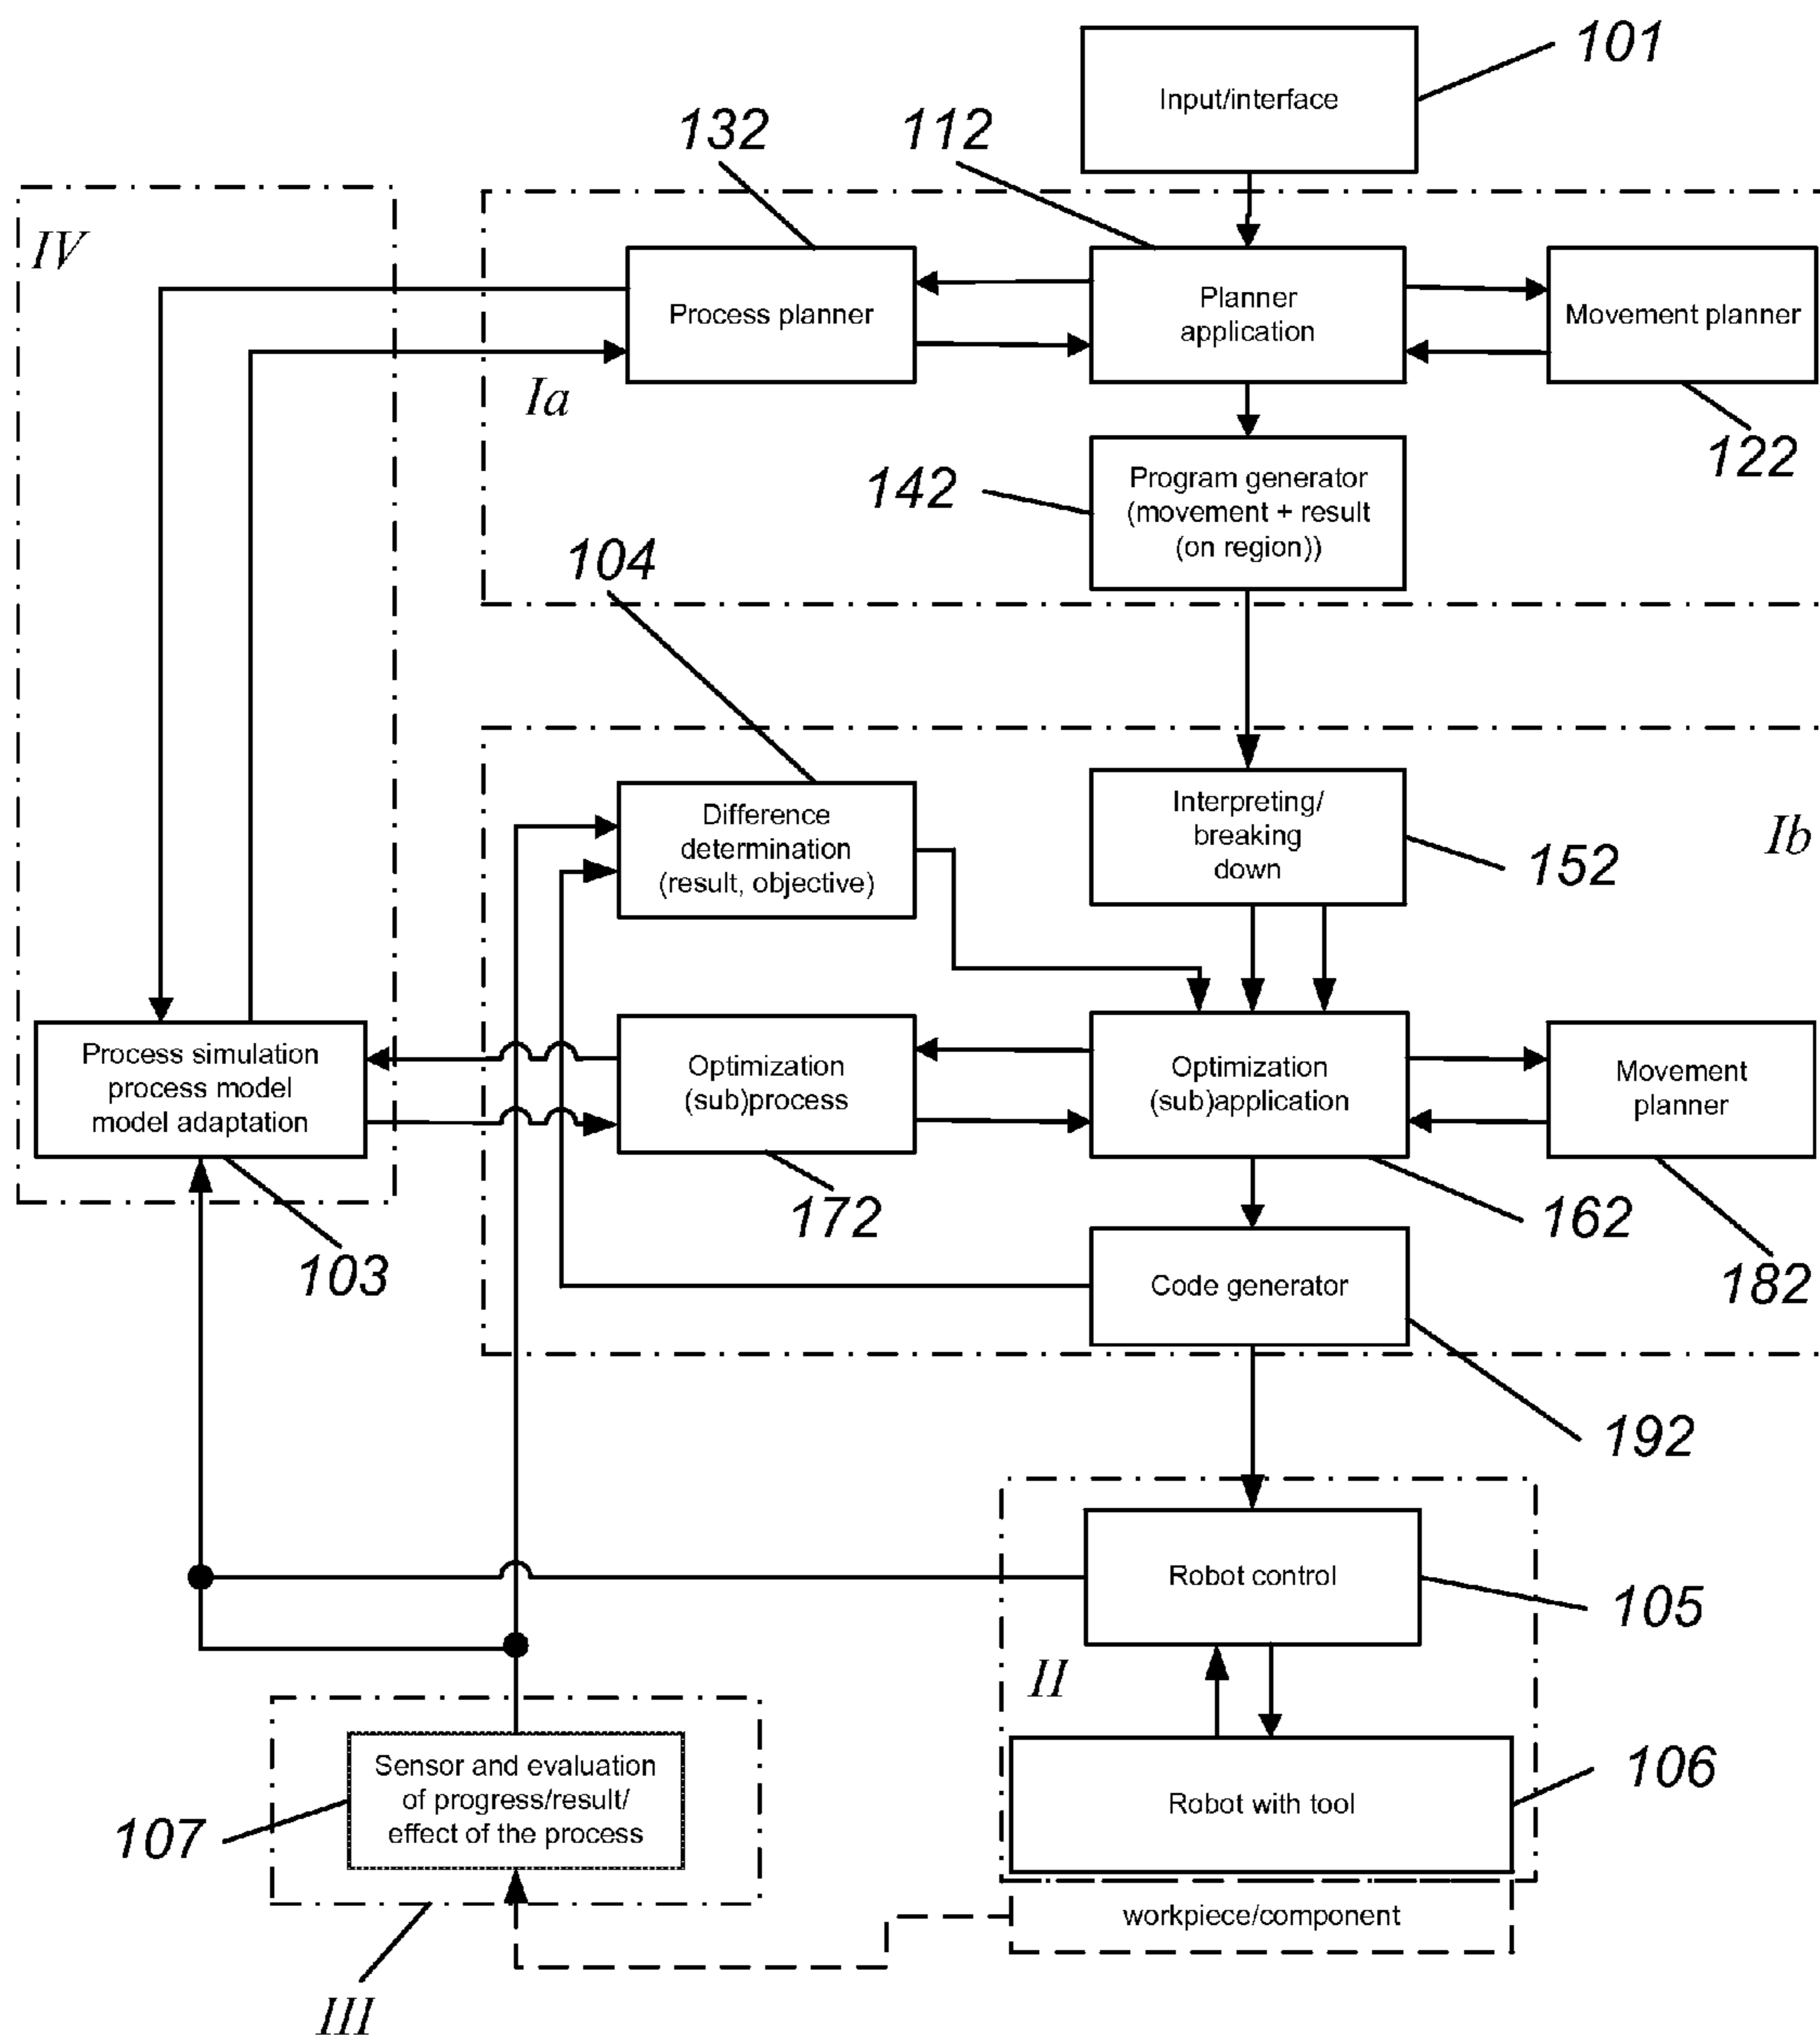 101
Input/interface
132
112
IV
Process planner
Planner
application
Movement planner
Ia
122
142
Program generator
(movement + result
(on region))
104
Difference
determination
(result, objective)
Interpreting/
breaking
down
Ib
152
Process simulation
process model
model adaptation
Optimization
(sub)process
Optimization
(sub)application
Movement
planner
172
162
103
182
Code generator
192
Robot control
105
II
Sensor and evaluation
of progress/result/
effect of the process
107
Robot with tool
106
workpiece/component
III